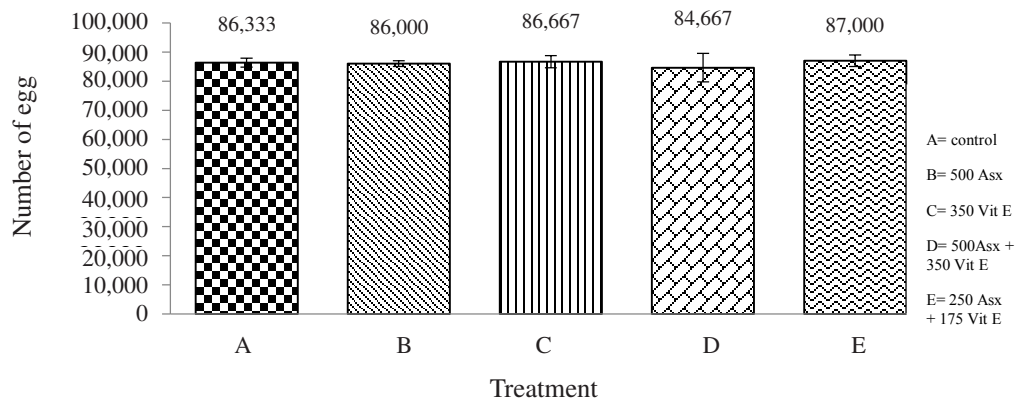 100,000
90,000
80,000
70,000
60,000
50,000
40,000
30,000
20,000
10,000
0
Number of egg
86,333
86,000
86,667
84,667
87,000
A
B
C
D
E
Treatment
A= control
B= 500 Asx
C= 350 Vit E
D= 500Asx +
350 Vit E
E= 250 Asx
+ 175 Vit E